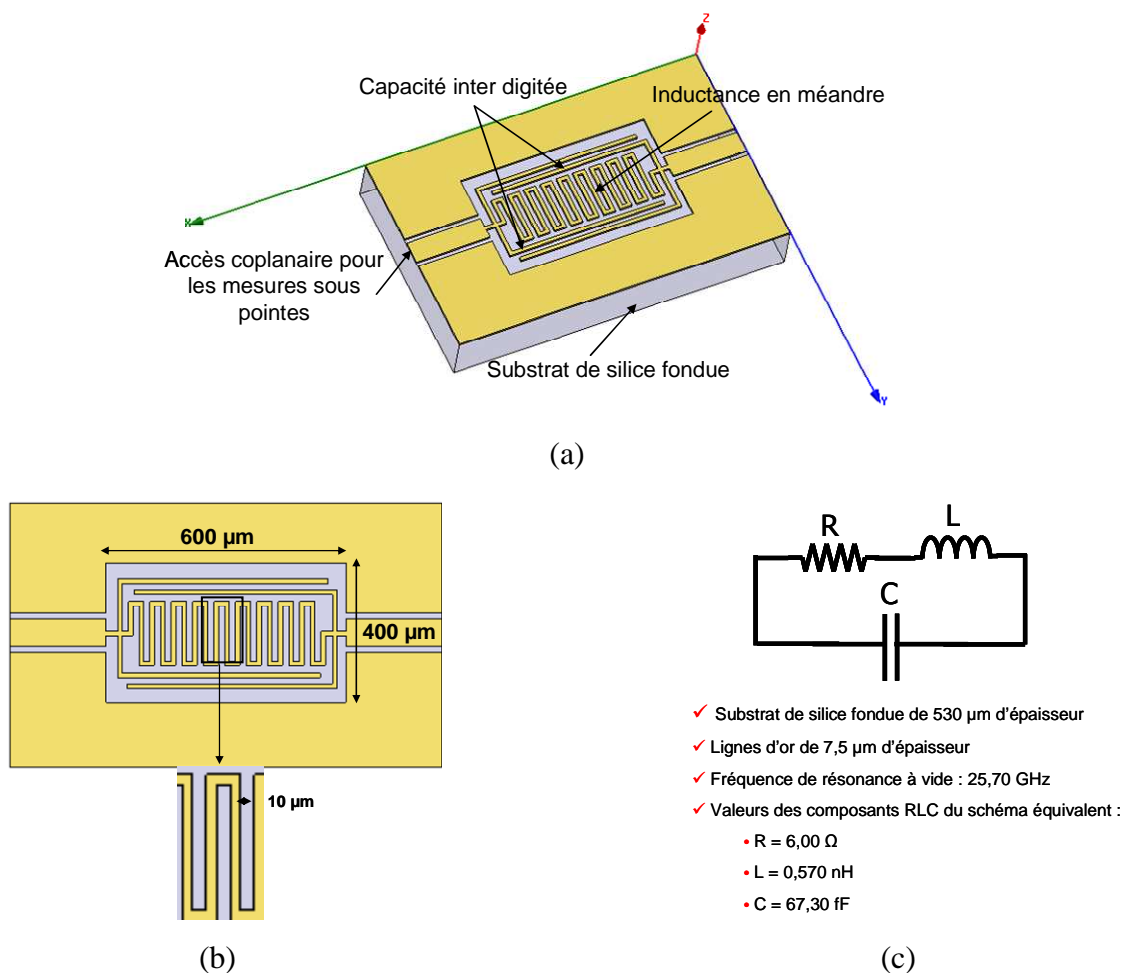 Z
Capacité inter digitée
Inductance en méandre
X
Accès coplanaire pour
les mesures sous
pointes
Substrat de silice fondue
Y
(a)
600 µm
400 µm
10 µm
(b)
R
L
C
✓ Substrat de silice fondue de 530 µm d'épaisseur
✓ Lignes d'or de 7,5 µm d'épaisseur
✓ Fréquence de résonance à vide : 25,70 GHz
✓ Valeurs des composants RLC du schéma équivalent :
• R = 6,00 Ω
• L = 0,570 nH
• C = 67,30 fF
(c)